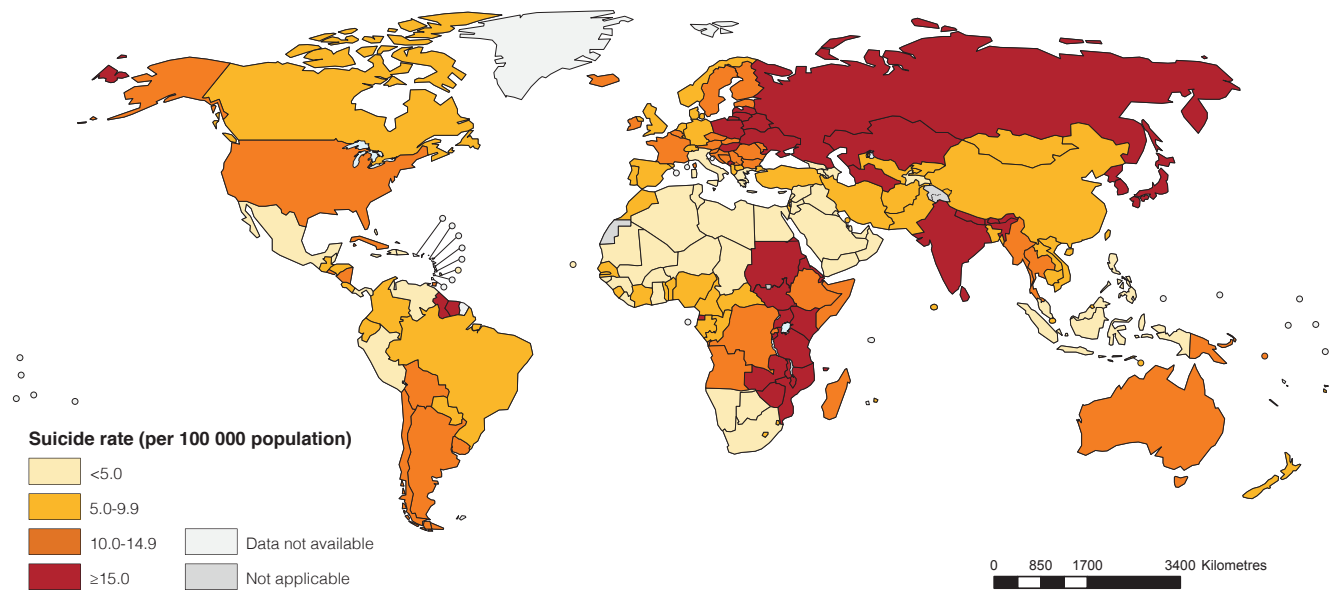 Suicide rate (per 100 000 population)
<5.0
5.0-9.9
10.0-14.9
≥15.0
Data not available
Not applicable
0 850 1700 3400 Kilometres